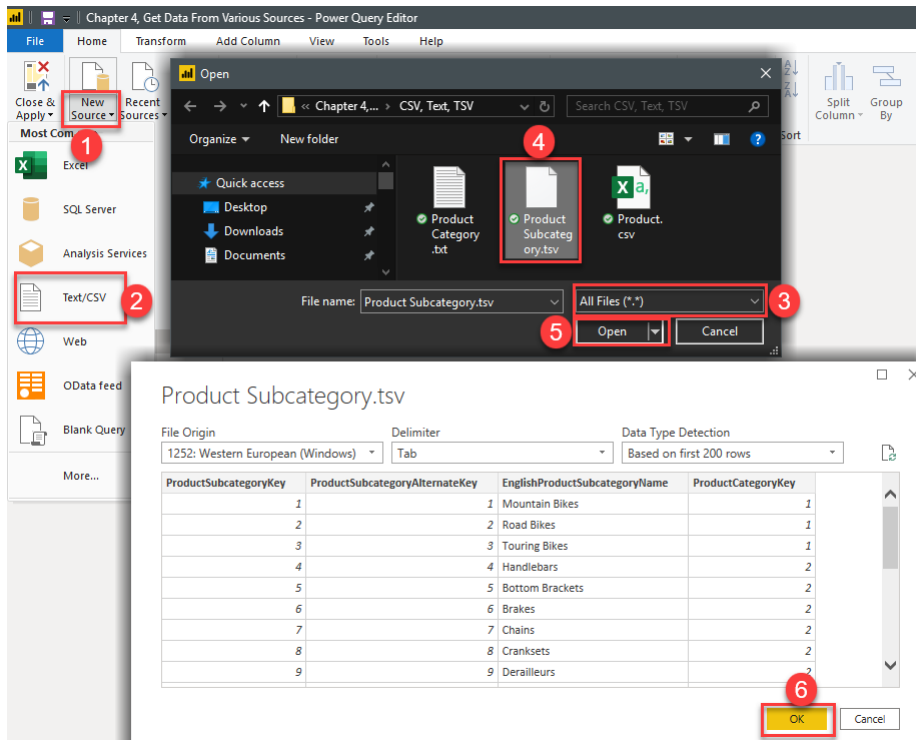 Chapter 4, Get Data From Various Sources - Power Query Editor
File Home Transform Add Column View Tools Help
Close & Apply
New Source
Recent Sources
Split Column
Group By
Sort
1
Most Com
Excel
SQL Server
Analysis Services
Text/CSV
2
Web
OData feed
Blank Query
More...
Open
« Chapter 4,... › CSV, Text, TSV
Search CSV, Text, TSV
Organize New folder
4
Quick access
Desktop
Downloads
Documents
Product
Category
.txt
Product
Subcateg
ory.tsv
Product.
csv
File name: Product Subcategory.tsv
All Files (*.*)
3
5
Open Cancel
Product Subcategory.tsv
File Origin Delimiter Data Type Detection
1252: Western European (Windows) Tab Based on first 200 rows
ProductSubcategoryKey ProductSubcategoryAlternateKey EnglishProductSubcategoryName ProductCategoryKey
1 1 Mountain Bikes 1
2 2 Road Bikes 1
3 3 Touring Bikes 1
4 4 Handlebars 2
5 5 Bottom Brackets 2
6 6 Brakes 2
7 7 Chains 2
8 8 Cranksets 2
9 9 Derailleurs 2
6
OK Cancel